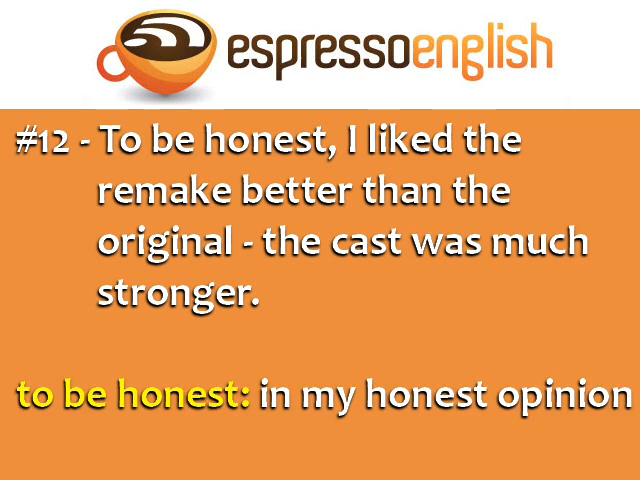 espressoenglish
#12 - To be honest, I liked the
remake better than the
original - the cast was much
stronger.
to be honest: in my honest opinion